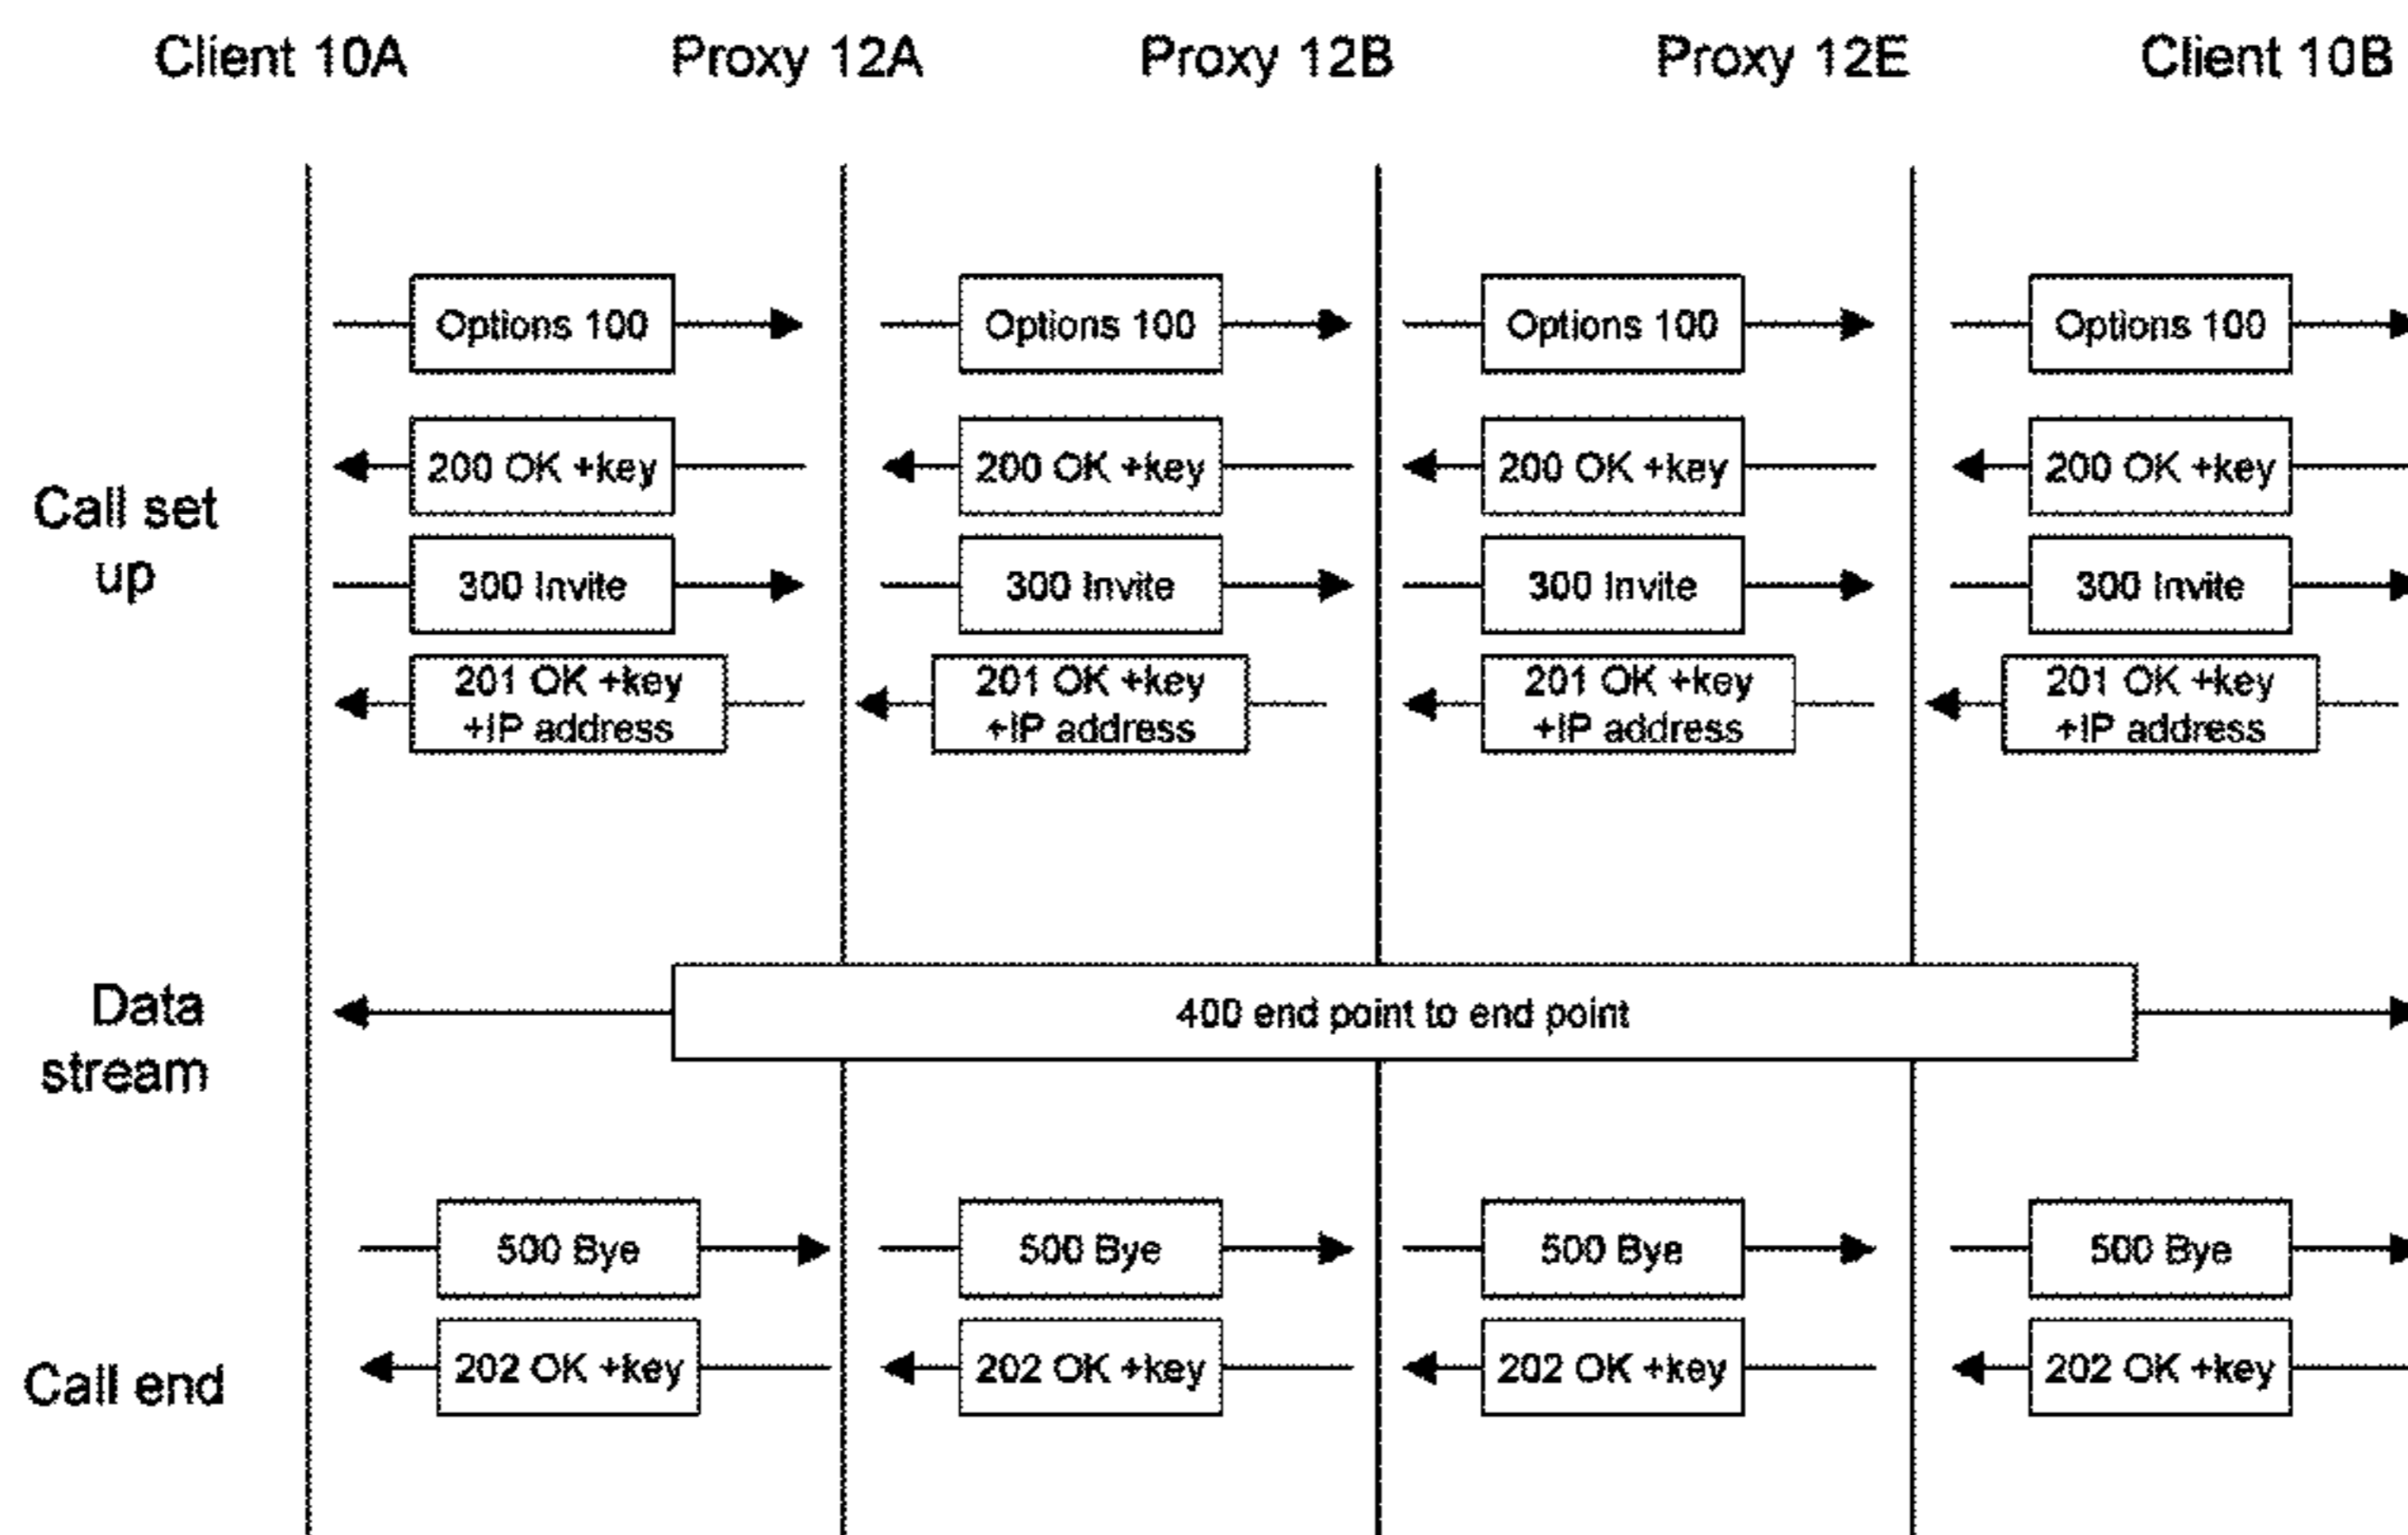 Client 10A Proxy 12A Proxy 12B Proxy 12E Client 10B
Options 100 Options 100 Options 100 Options 100
200 OK +key 200 OK +key 200 OK +key 200 OK +key
Call set
up
300 Invite 300 Invite 300 Invite 300 Invite
201 OK +key 201 OK +key 201 OK +key 201 OK +key
+IP address +IP address +IP address +IP address
Data
stream
400 end point to end point
500 Bye 500 Bye 500 Bye 500 Bye
Call end
202 OK +key 202 OK +key 202 OK +key 202 OK +key